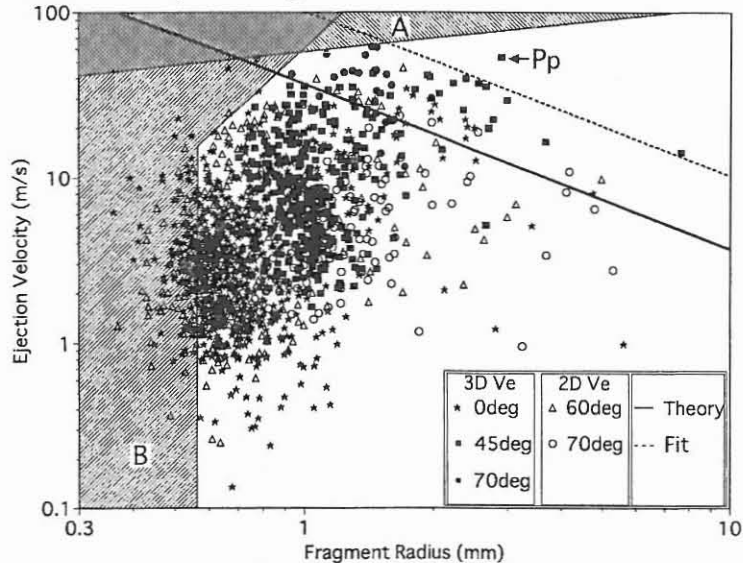 100
A
Pp
10
Ejection Velocity (m/s)
1
B
0.1
3D Ve 2D Ve
0deg 60deg Theory
45deg 70deg Fit
70deg
0.3 1 10
Fragment Radius (mm)